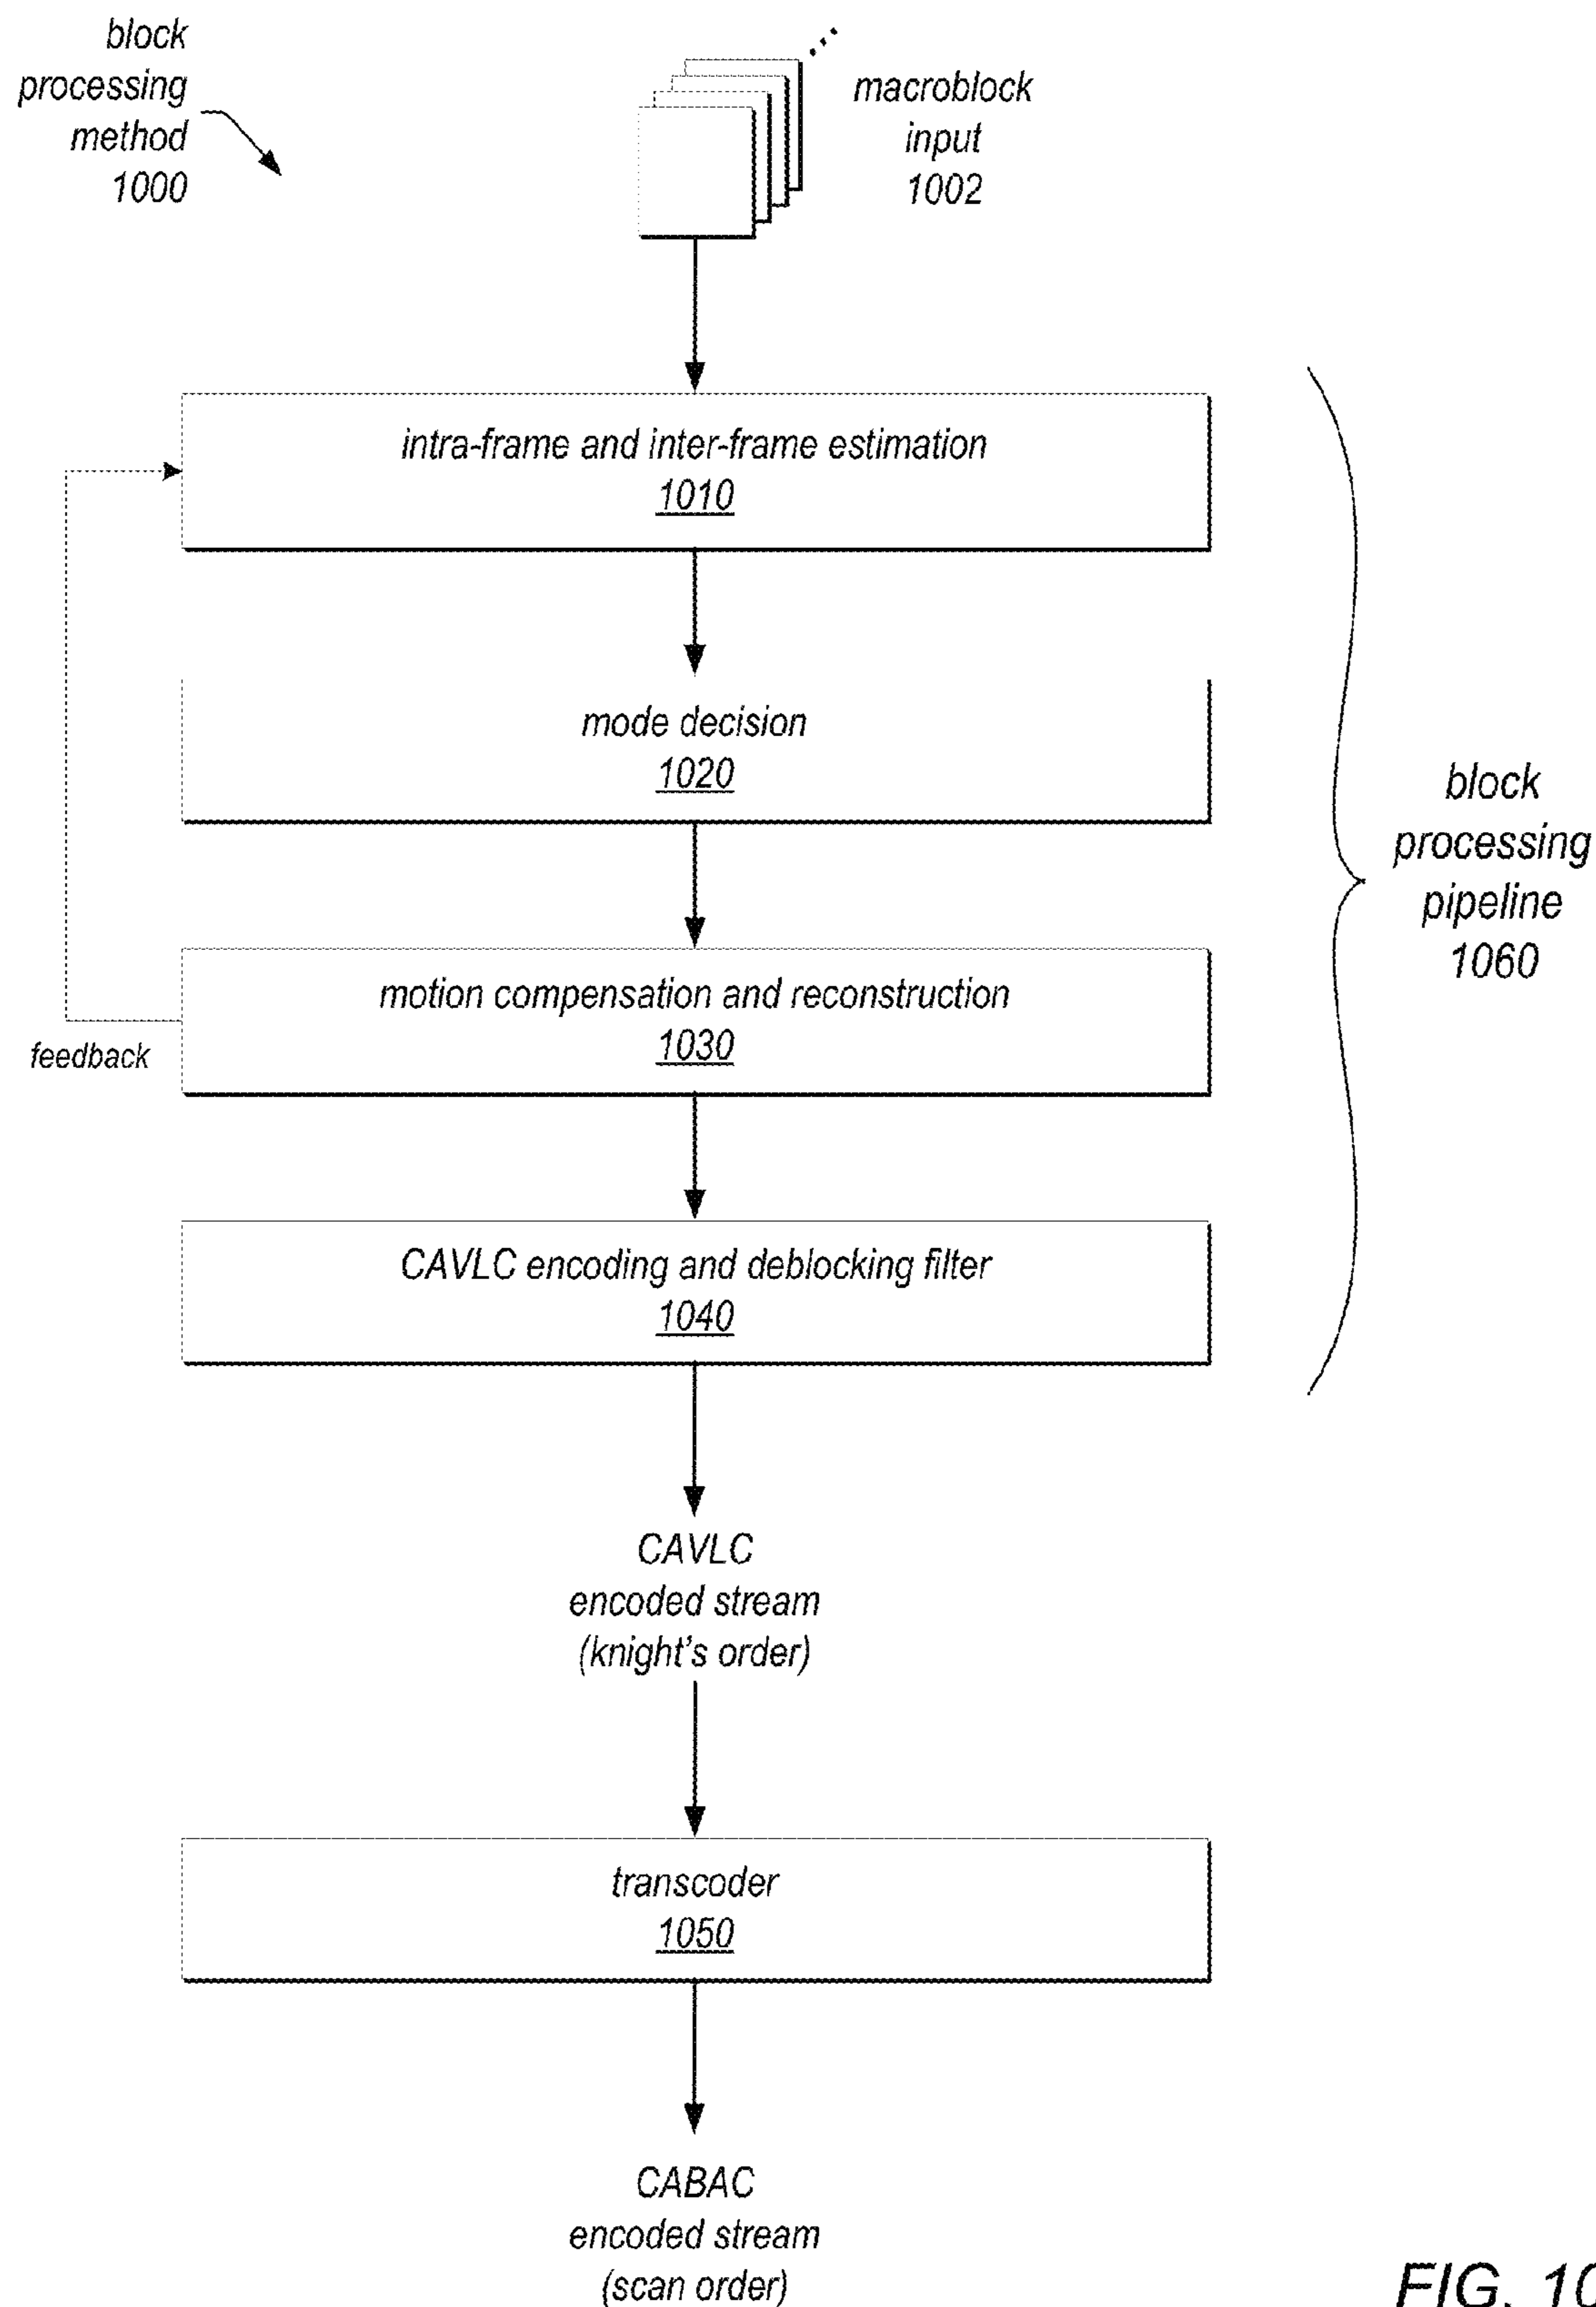 block
processing
method
1000
macroblock
input
1002
intra-frame and inter-frame estimation
1010
mode decision
1020
motion compensation and reconstruction
1030
feedback
CAVLC encoding and deblocking filter
1040
block
processing
pipeline
1060
CAVLC
encoded stream
(knight's order)
transcoder
1050
CABAC
encoded stream
(scan order)
FIG. 10